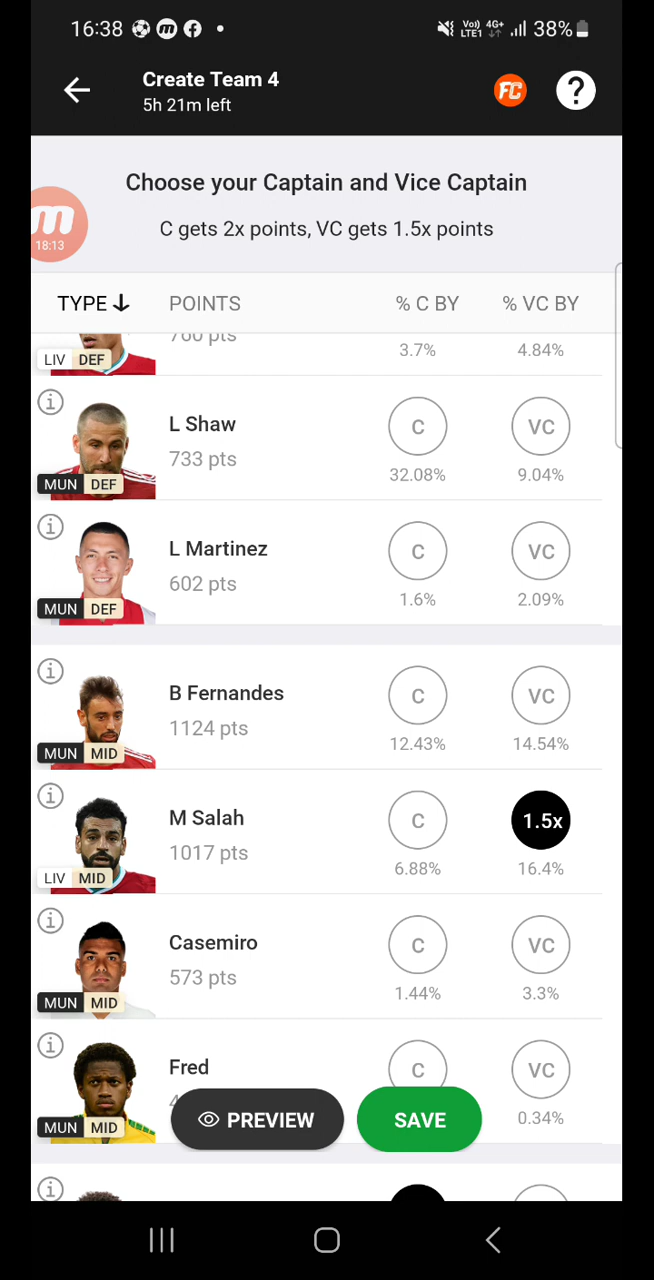 16:38 Vo) 4G+ LTE1 38%
Create Team 4
5h 21m left
FC ?
Choose your Captain and Vice Captain
C gets 2x points, VC gets 1.5x points
m
18:13
TYPE POINTS % C BY % VC BY
760 pts
LIV DEF 3.7% 4.84%
L Shaw C VC
733 pts
MUN DEF 32.08% 9.04%
L Martinez C VC
602 pts
MUN DEF 1.6% 2.09%
B Fernandes C VC
1124 pts
MUN MID 12.43% 14.54%
M Salah C 1.5x
1017 pts
LIV MID 6.88% 16.4%
Casemiro C VC
573 pts
MUN MID 1.44% 3.3%
Fred C VC
MUN MID PREVIEW SAVE 0.34%